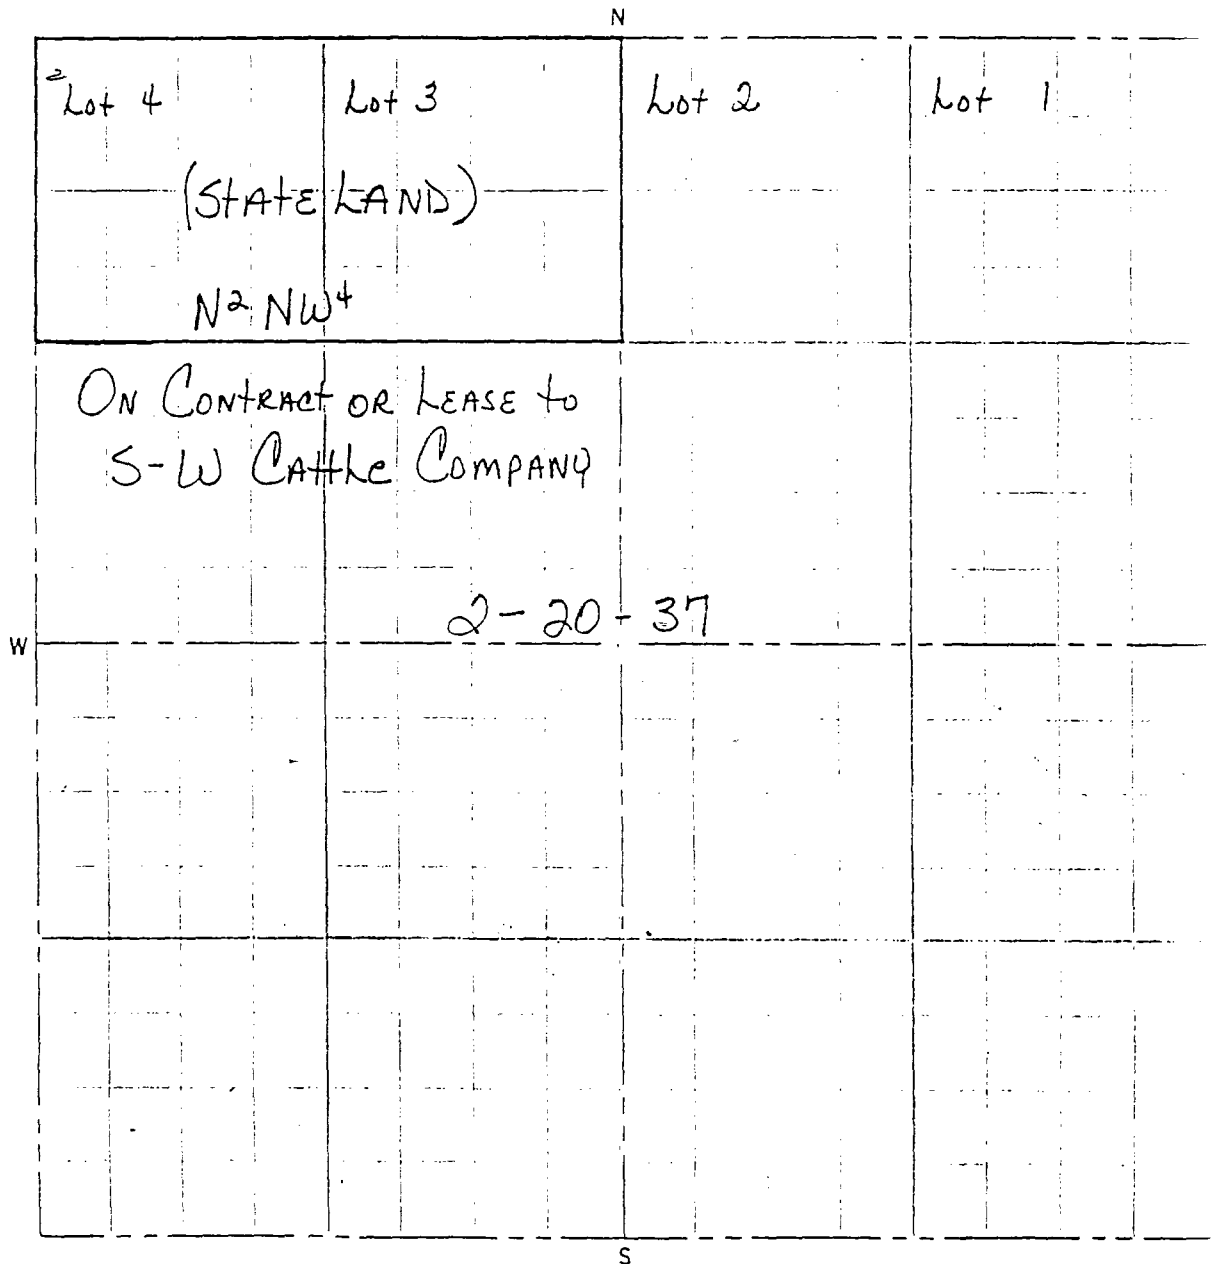 N
Lot 4 Lot 3 Lot 2 Lot 1
(STATE LAND)
N2 NW4
ON CONTRACT OR LEASE to
S-W CATTLE COMPANY
2-20-37
W
S